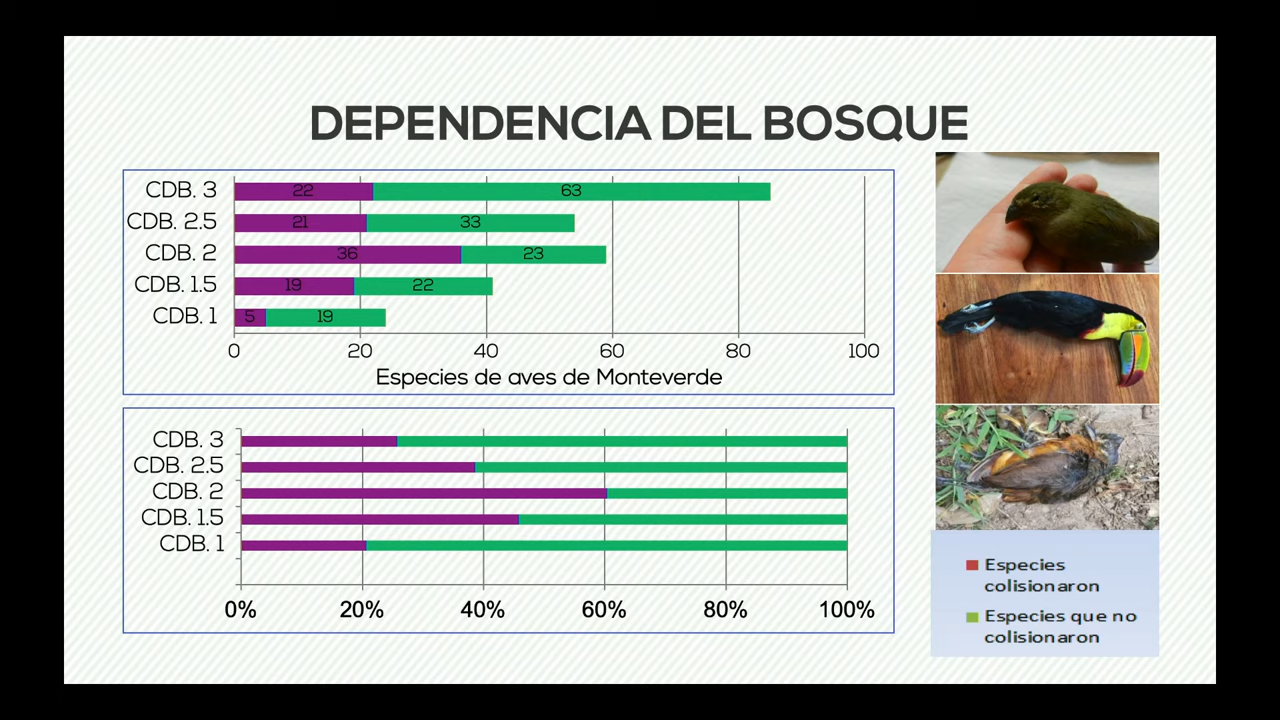 DEPENDENCIA DEL BOSQUE
CDB. 3 22 63
CDB. 2.5 21 33
CDB. 2 36 23
CDB. 1.5 19 22
CDB. 1 5 19
0 20 40 60 80 100
Especies de aves de Monteverde
CDB. 3
CDB. 2.5
CDB. 2
CDB. 1.5
CDB. 1
0% 20% 40% 60% 80% 100%
Especies
colisionaron
Especies que no
colisionaron